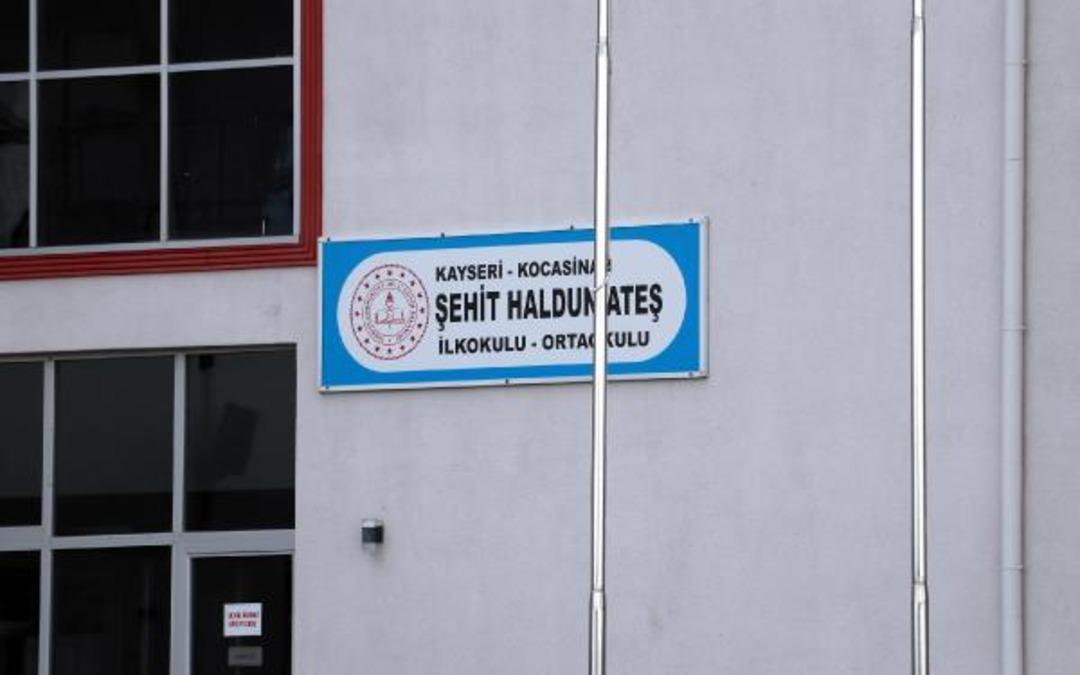 KAYSERİ - KOCASİNAN
ŞEHİT HALDUN ATEŞ
İLKOKULU - ORTAOKULU